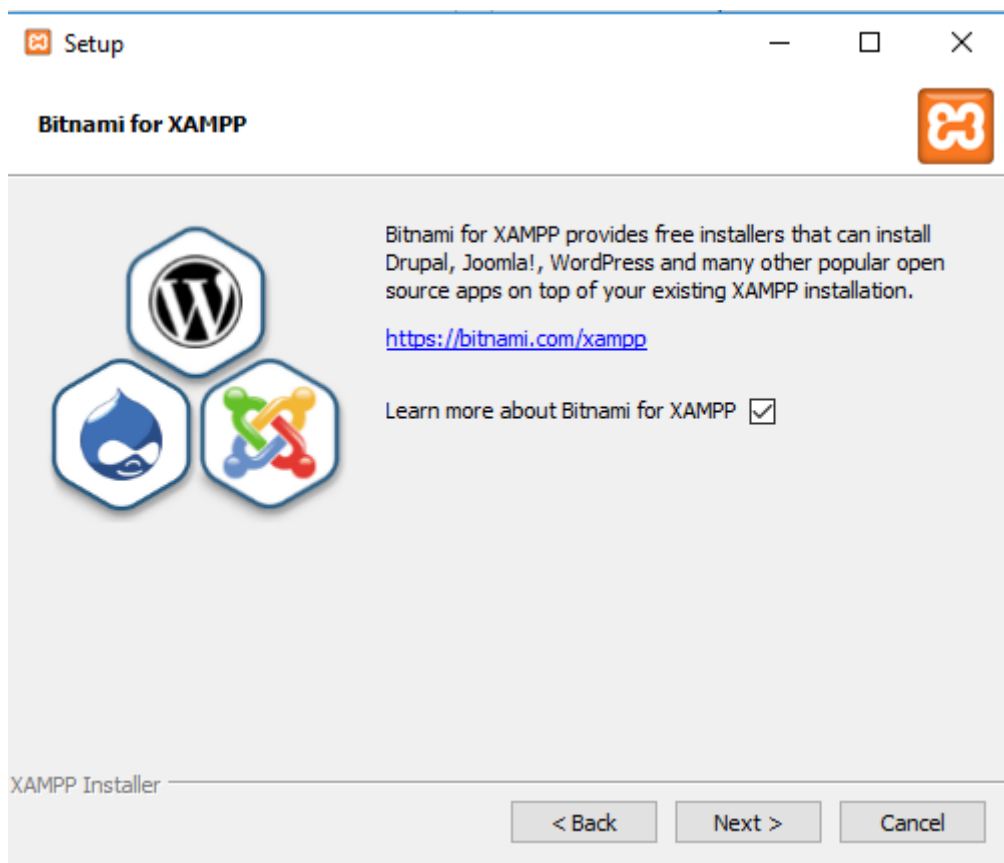 Setup
Bitnami for XAMPP
Bitnami for XAMPP provides free installers that can install
Drupal, Joomla!, WordPress and many other popular open
source apps on top of your existing XAMPP installation.
https://bitnami.com/xampp
Learn more about Bitnami for XAMPP
XAMPP Installer
< Back
Next >
Cancel